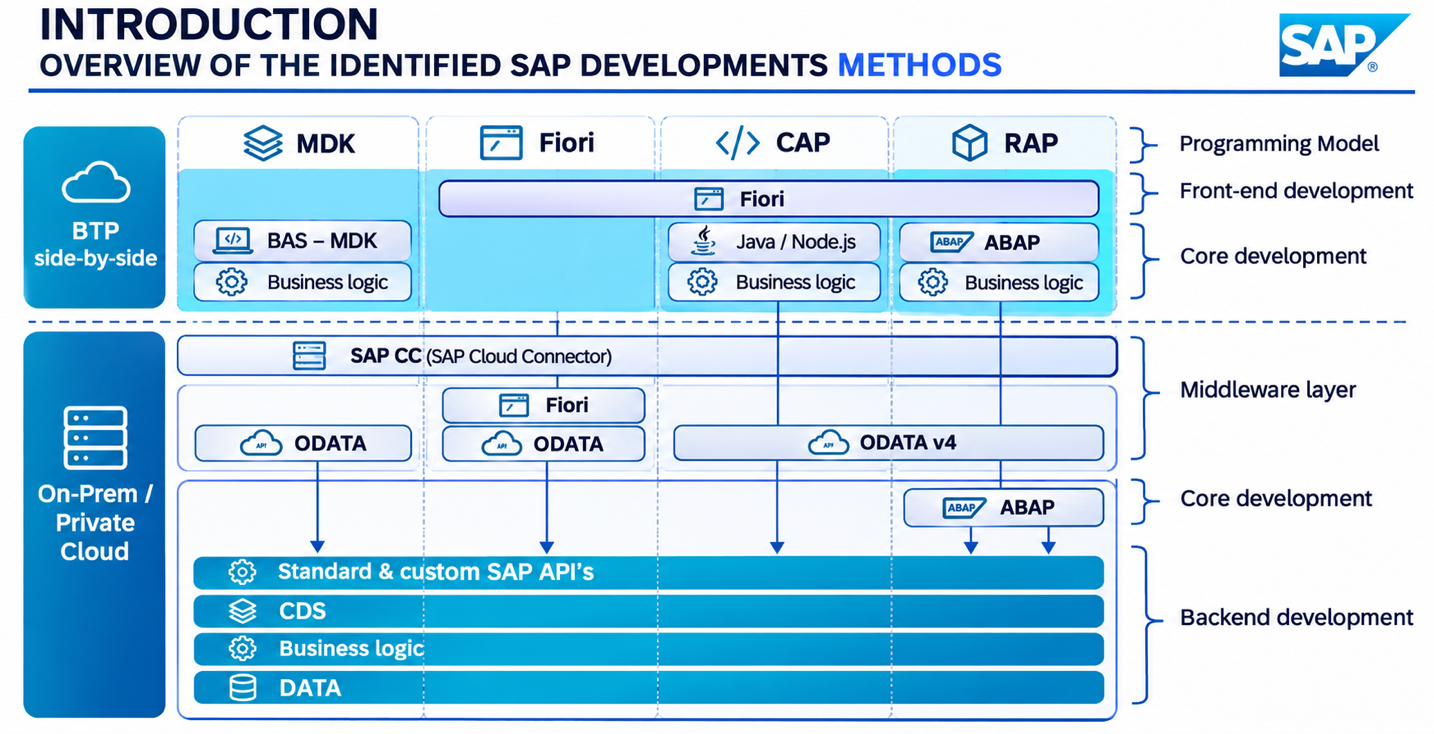 INTRODUCTION
OVERVIEW OF THE IDENTIFIED SAP DEVELOPMENTS METHODS
SAP®
MDK
Fiori
CAP
RAP
Programming Model
BTP
side-by-side
Fiori
Front-end development
BAS – MDK
Java / Node.js
ABAP ABAP
Core development
Business logic
Business logic
Business logic
On-Prem /
Private
Cloud
SAP CC (SAP Cloud Connector)
Middleware layer
Fiori
API ODATA
API ODATA
API ODATA v4
ABAP ABAP
Core development
Standard & custom SAP API's
CDS
Business logic
DATA
Backend development